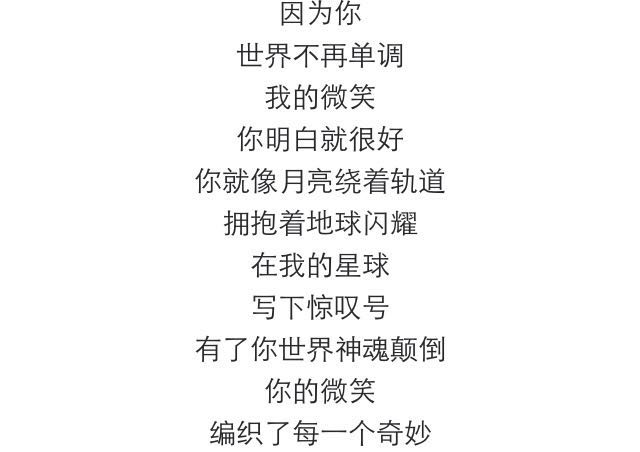 因为你
世界不再单调
我的微笑
你明白就很好
你就像月亮绕着轨道
拥抱着地球闪耀
在我的星球
写下惊叹号
有了你世界神魂颠倒
你的微笑
编织了每一个奇妙